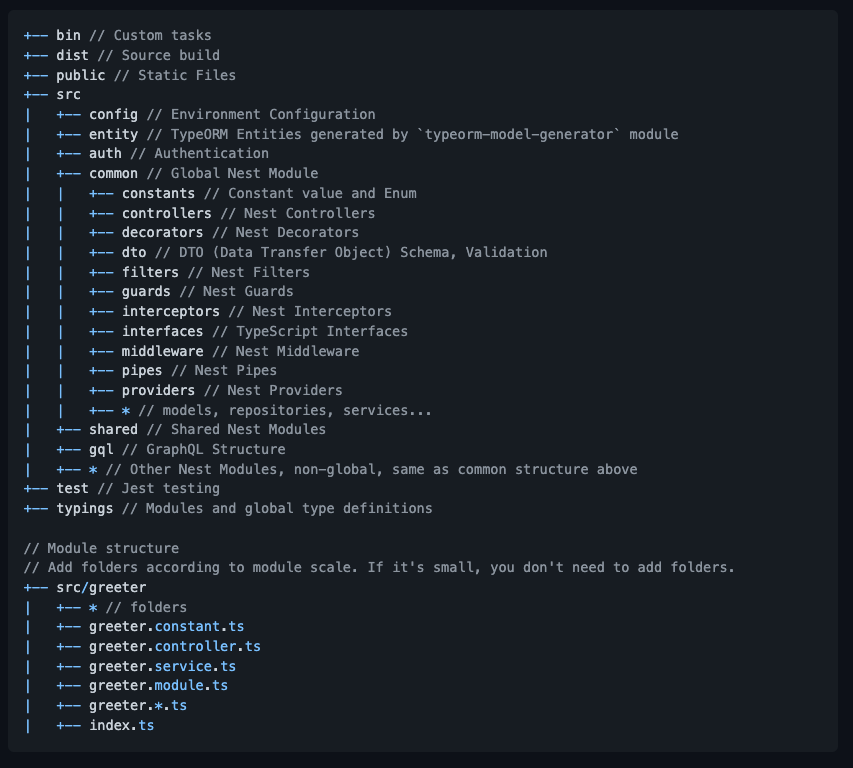 +-- bin // Custom tasks
+-- dist // Source build
+-- public // Static Files
+-- src
|   +-- config // Environment Configuration
|   +-- entity // TypeORM Entities generated by `typeorm-model-generator` module
|   +-- auth // Authentication
|   +-- common // Global Nest Module
|   |   +-- constants // Constant value and Enum
|   |   +-- controllers // Nest Controllers
|   |   +-- decorators // Nest Decorators
|   |   +-- dto // DTO (Data Transfer Object) Schema, Validation
|   |   +-- filters // Nest Filters
|   |   +-- guards // Nest Guards
|   |   +-- interceptors // Nest Interceptors
|   |   +-- interfaces // TypeScript Interfaces
|   |   +-- middleware // Nest Middleware
|   |   +-- pipes // Nest Pipes
|   |   +-- providers // Nest Providers
|   |   +-- * // models, repositories, services...
|   +-- shared // Shared Nest Modules
|   +-- gql // GraphQL Structure
|   +-- * // Other Nest Modules, non-global, same as common structure above
+-- test // Jest testing
+-- typings // Modules and global type definitions

// Module structure
// Add folders according to module scale. If it's small, you don't need to add folders.
+-- src/greeter
|   +-- * // folders
|   +-- greeter.constant.ts
|   +-- greeter.controller.ts
|   +-- greeter.service.ts
|   +-- greeter.module.ts
|   +-- greeter.*.ts
|   +-- index.ts